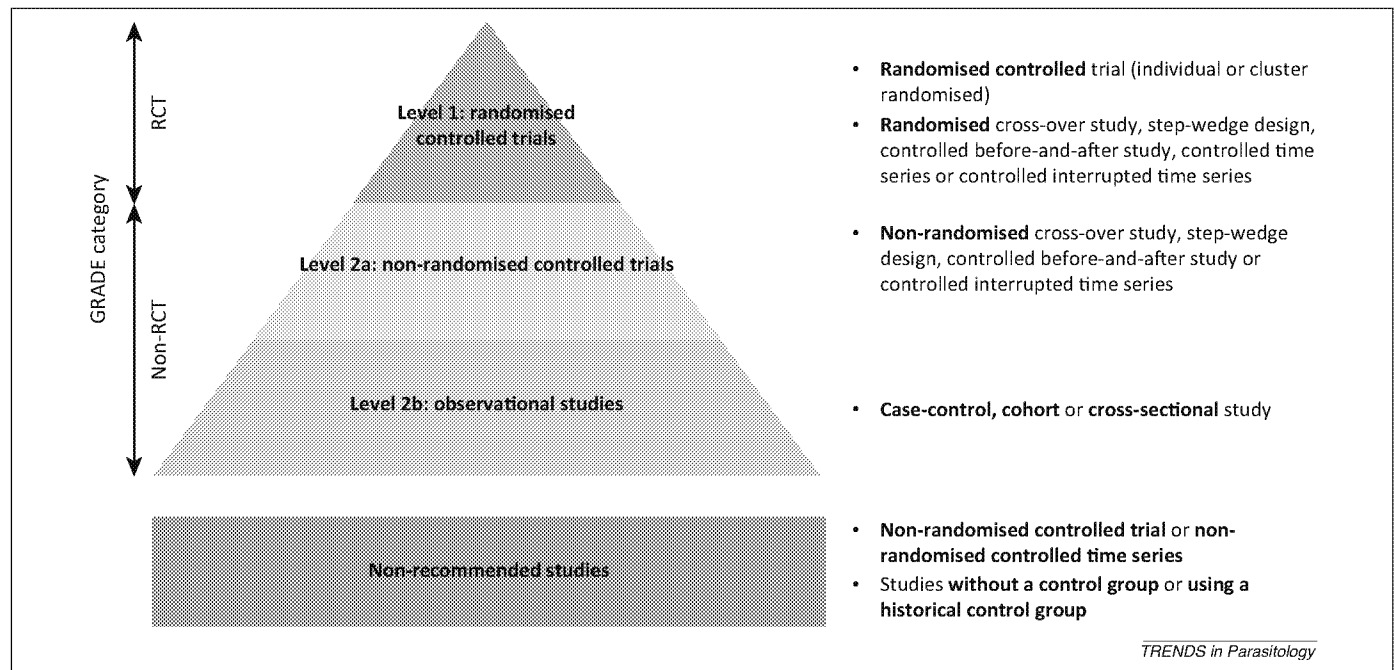 GRADE category
RCT
Non-RCT
Level 1: randomised
controlled trials
Level 2a: non-randomised controlled trials
Level 2b: observational studies
Non-recommended studies
• Randomised controlled trial (individual or cluster
randomised)
• Randomised cross-over study, step-wedge design,
controlled before-and-after study, controlled time
series or controlled interrupted time series
• Non-randomised cross-over study, step-wedge
design, controlled before-and-after study or
controlled interrupted time series
• Case-control, cohort or cross-sectional study
• Non-randomised controlled trial or non-
randomised controlled time series
• Studies without a control group or using a
historical control group
TRENDS in Parasitology